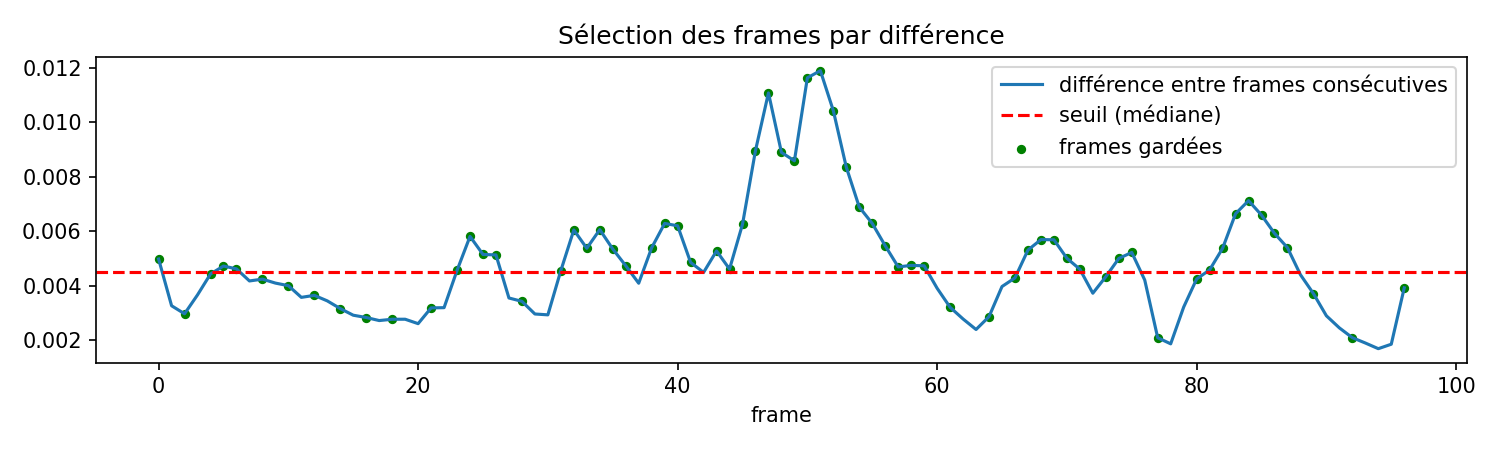 Sélection des frames par différence
0.012
0.010
0.008
0.006
0.004
0.002
différence entre frames consécutives
seuil (médiane)
frames gardées
0 20 40 60 80 100
frame